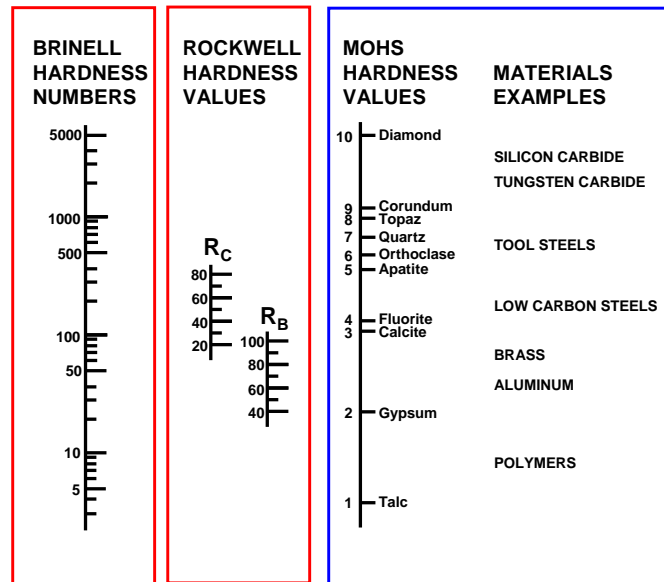 BRINELL
HARDNESS
NUMBERS
5000
1000
500
100
50
10
5
ROCKWELL
HARDNESS
VALUES
RC
80
60
40
20
RB
100
80
60
40
MOHS
HARDNESS
VALUES
10 Diamond
9 Corundum
8 Topaz
7 Quartz
6 Orthoclase
5 Apatite
4 Fluorite
3 Calcite
2 Gypsum
1 Talc
MATERIALS
EXAMPLES
SILICON CARBIDE
TUNGSTEN CARBIDE
TOOL STEELS
LOW CARBON STEELS
BRASS
ALUMINUM
POLYMERS